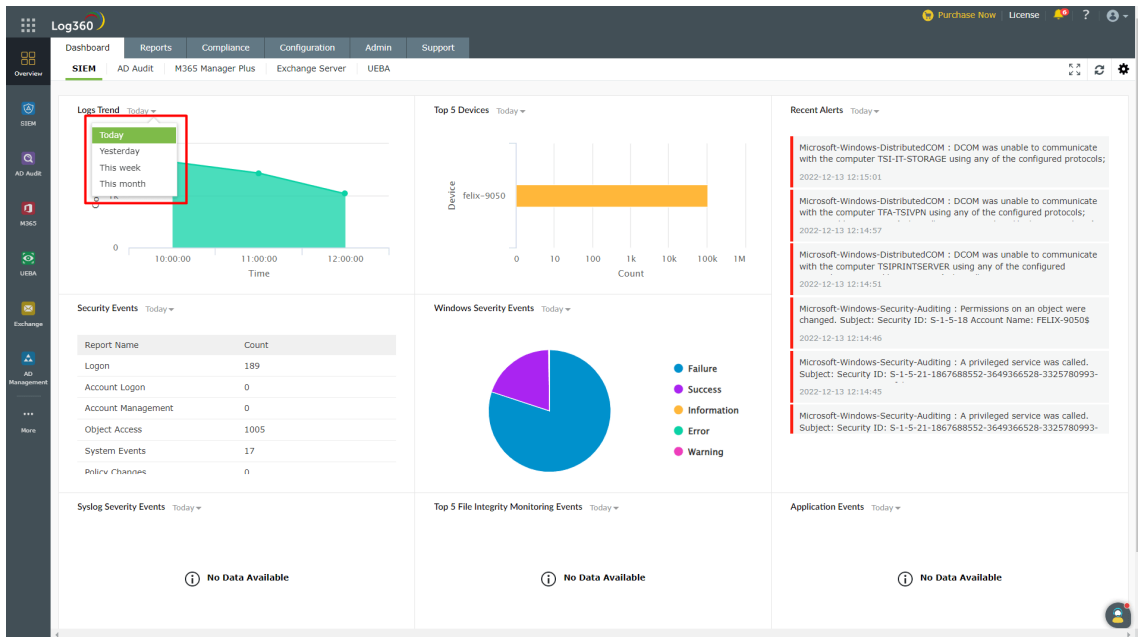 Log360
Purchase Now
License
6
?
Dashboard
Reports
Compliance
Configuration
Admin
Support
SIEM
AD Audit
M365 Manager Plus
Exchange Server
UEBA
Overview
SIEM
AD Audit
M365
UEBA
Exchange
AD
Management
More
Logs Trend Today
Today
Yesterday
This week
This month
1K
0
10:00:00
11:00:00
12:00:00
Time
Top 5 Devices Today
Device
felix-9050
0
10
100
1k
10k
100k
1M
Count
Recent Alerts Today
Microsoft-Windows-DistributedCOM : DCOM was unable to communicate
with the computer TSI-IT-STORAGE using any of the configured protocols;
2022-12-13 12:15:01
Microsoft-Windows-DistributedCOM : DCOM was unable to communicate
with the computer TFA-TSIVPN using any of the configured protocols;
2022-12-13 12:14:57
Microsoft-Windows-DistributedCOM : DCOM was unable to communicate
with the computer TSIPRINTSERVER using any of the configured
2022-12-13 12:14:51
Microsoft-Windows-Security-Auditing : Permissions on an object were
changed. Subject: Security ID: S-1-5-18 Account Name: FELIX-9050$
2022-12-13 12:14:46
Microsoft-Windows-Security-Auditing : A privileged service was called.
Subject: Security ID: S-1-5-21-1867688552-3649366528-3325780993-
2022-12-13 12:14:45
Microsoft-Windows-Security-Auditing : A privileged service was called.
Subject: Security ID: S-1-5-21-1867688552-3649366528-3325780993-
Security Events Today
Report Name Count
Logon 189
Account Logon 0
Account Management 0
Object Access 1005
System Events 17
Policy Changes 0
Windows Severity Events Today
Failure
Success
Information
Error
Warning
Syslog Severity Events Today
No Data Available
Top 5 File Integrity Monitoring Events Today
No Data Available
Application Events Today
No Data Available